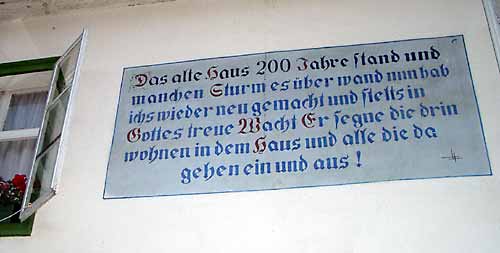 Das alte Haus 200 Jahre stand und
manchen Sturm es über wand nun hab
ichs wieder neu gemacht und stetts in
Gottes treue Wacht Er segne die drin
wohnen in dem Haus und alle die da
gehen ein und aus !